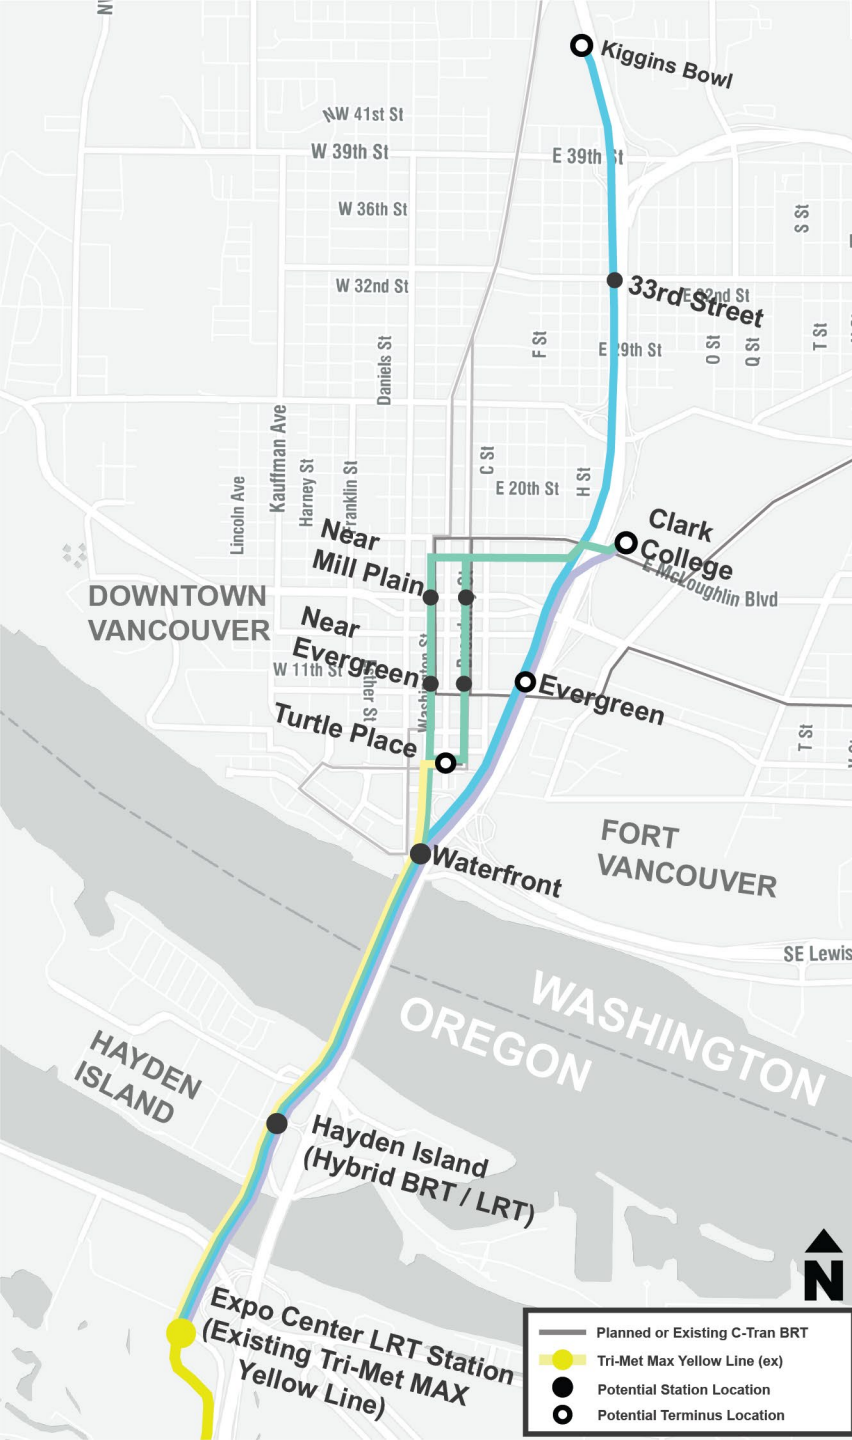 N
Kiggins Bowl
NW 41st St
W 39th St
E 39th St
W 36th St
S St
W 32nd St
33rd Street
E 32nd St
F St
E 29th St
O St
Q St
T St
Daniels St
Kauffman Ave
Harney St
Franklin St
Lincoln Ave
C St
E 20th St
H St
Clark
College
E McLoughlin Blvd
Near
Mill Plain
DOWNTOWN
VANCOUVER
Near
Evergreen
W 11th St
Esther St
Washington St
Evergreen
T St
Turtle Place
FORT
VANCOUVER
Waterfront
SE Lewis
WASHINGTON
OREGON
HAYDEN
ISLAND
Hayden Island
(Hybrid BRT / LRT)
N
Expo Center LRT Station
(Existing Tri-Met MAX
Yellow Line)
Planned or Existing C-Tran BRT
Tri-Met Max Yellow Line (ex)
Potential Station Location
Potential Terminus Location